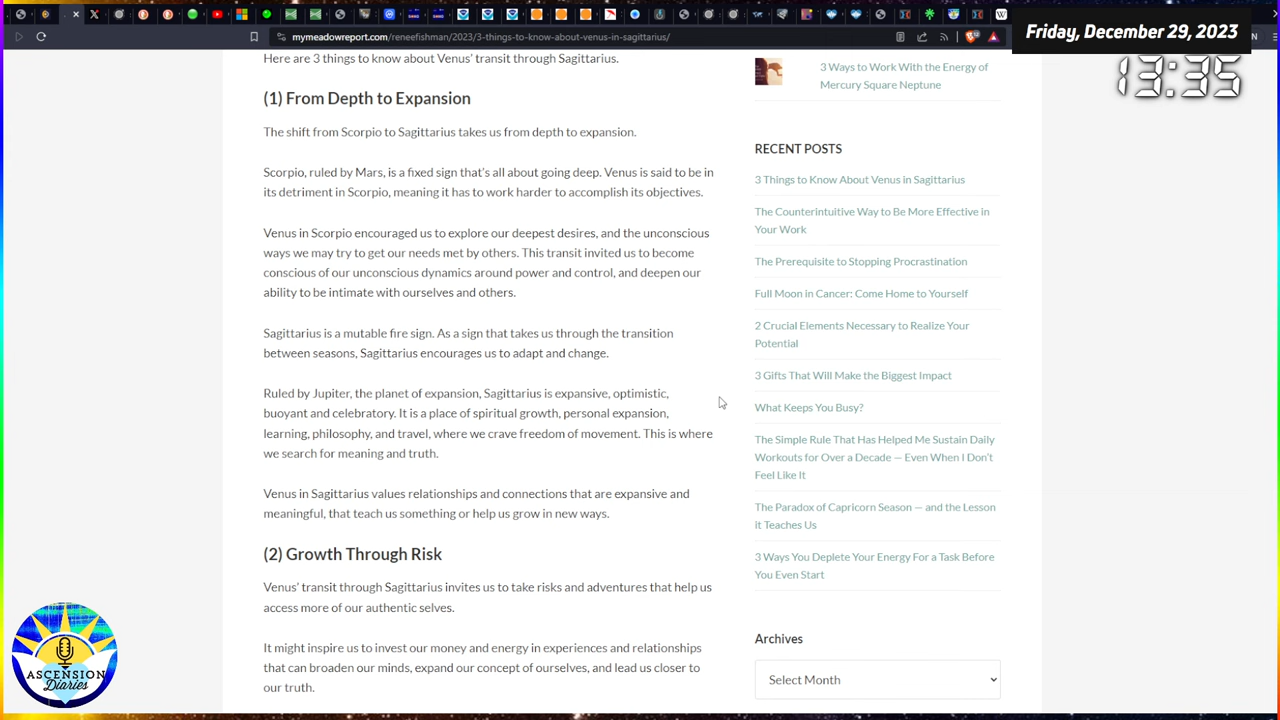 Friday, December 29, 2023
mymeadowreport.com/reneefishman/2023/3-things-to-know-about-venus-in-sagittarius/
13:35
Here are 3 things to know about Venus' transit through Sagittarius.
(1) From Depth to Expansion
The shift from Scorpio to Sagittarius takes us from depth to expansion.
Scorpio, ruled by Mars, is a fixed sign that's all about going deep. Venus is said to be in
its detriment in Scorpio, meaning it has to work harder to accomplish its objectives.
Venus in Scorpio encouraged us to explore our deepest desires, and the unconscious
ways we may try to get our needs met by others. This transit invited us to become
conscious of our unconscious dynamics around power and control, and deepen our
ability to be intimate with ourselves and others.
Sagittarius is a mutable fire sign. As a sign that takes us through the transition
between seasons, Sagittarius encourages us to adapt and change.
Ruled by Jupiter, the planet of expansion, Sagittarius is expansive, optimistic,
buoyant and celebratory. It is a place of spiritual growth, personal expansion,
learning, philosophy, and travel, where we crave freedom of movement. This is where
we search for meaning and truth.
Venus in Sagittarius values relationships and connections that are expansive and
meaningful, that teach us something or help us grow in new ways.
(2) Growth Through Risk
Venus' transit through Sagittarius invites us to take risks and adventures that help us
access more of our authentic selves.
It might inspire us to invest our money and energy in experiences and relationships
that can broaden our minds, expand our concept of ourselves, and lead us closer to
our truth.
3 Ways to Work With the Energy of
Mercury Square Neptune
RECENT POSTS
3 Things to Know About Venus in Sagittarius
The Counterintuitive Way to Be More Effective in
Your Work
The Prerequisite to Stopping Procrastination
Full Moon in Cancer: Come Home to Yourself
2 Crucial Elements Necessary to Realize Your
Potential
3 Gifts That Will Make the Biggest Impact
What Keeps You Busy?
The Simple Rule That Has Helped Me Sustain Daily
Workouts for Over a Decade — Even When I Don't
Feel Like It
The Paradox of Capricorn Season — and the Lesson
it Teaches Us
3 Ways You Deplete Your Energy For a Task Before
You Even Start
Archives
Select Month
ASCENSION
Diaries